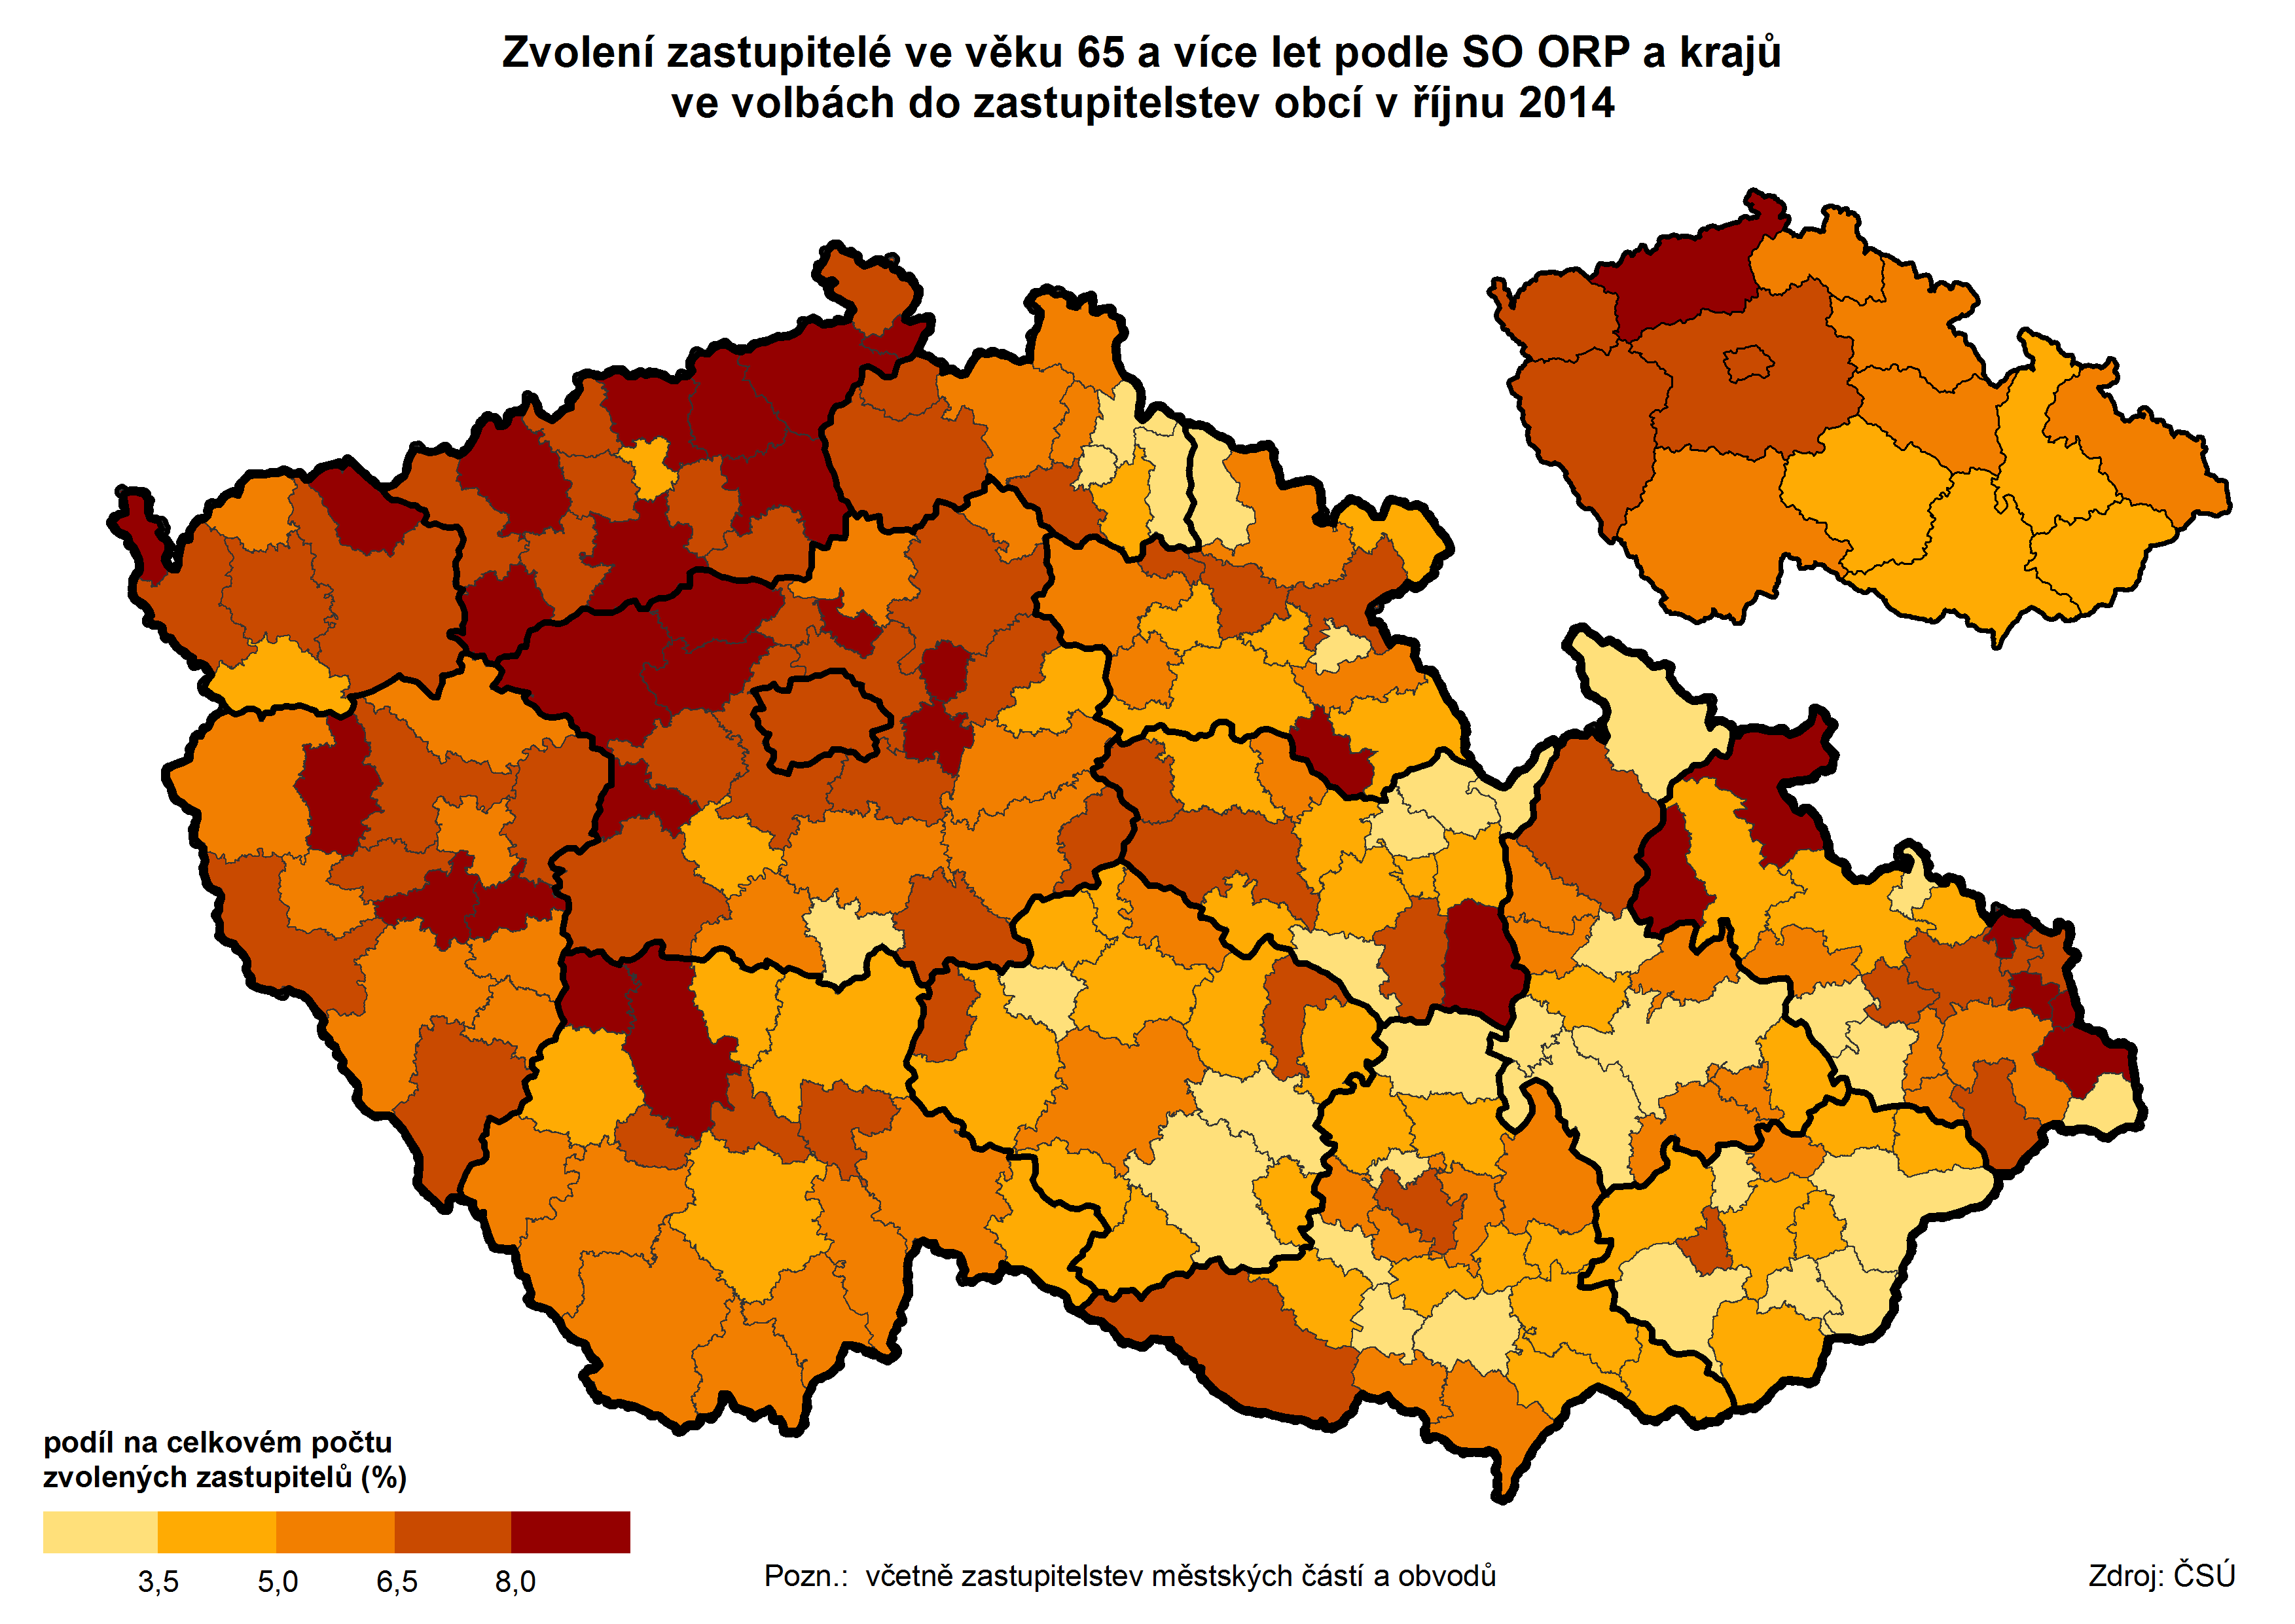 Zvolení zastupitelé ve věku 65 a více let podle SO ORP a krajů
ve volbách do zastupitelstev obcí v říjnu 2014
podíl na celkovém počtu
zvolených zastupitelů (%)
3,5 5,0 6,5 8,0
Pozn.: včetně zastupitelstev městských částí a obvodů
Zdroj: ČSÚ